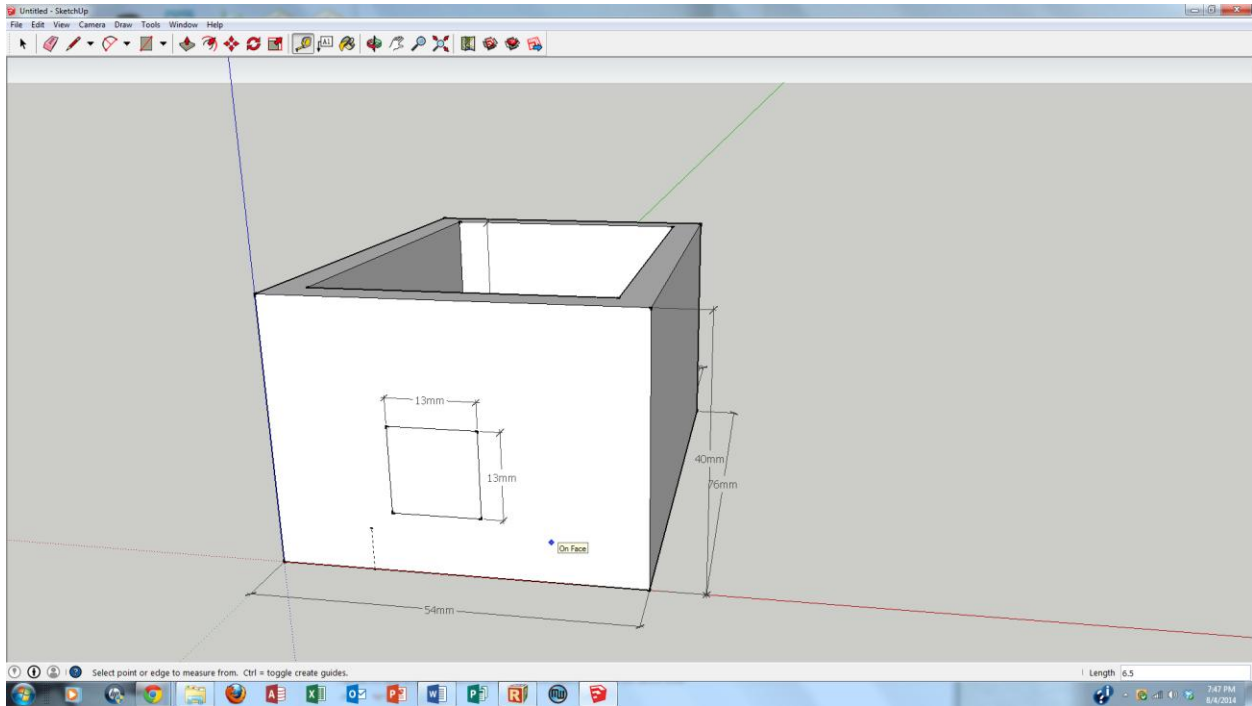 Untitled - SketchUp
File Edit View Camera Draw Tools Window Help
A1
13mm
13mm
40mm
76mm
On Face
54mm
Select point or edge to measure from. Ctrl = toggle create guides.
Length 6.5
7:47 PM
8/4/2014